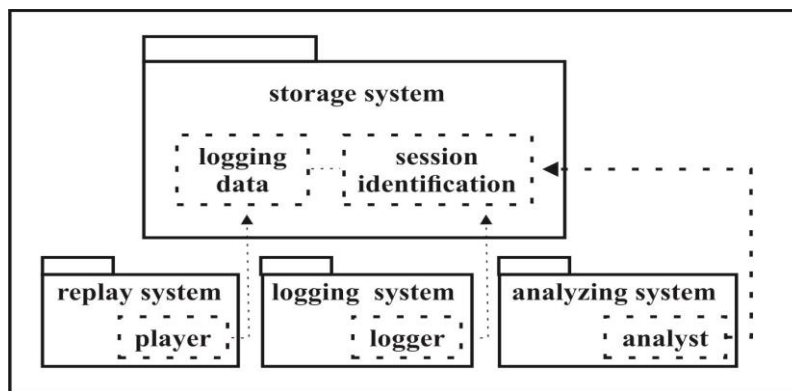 storage system
logging
data
session
identification
replay system
player
logging system
logger
analyzing system
analyst